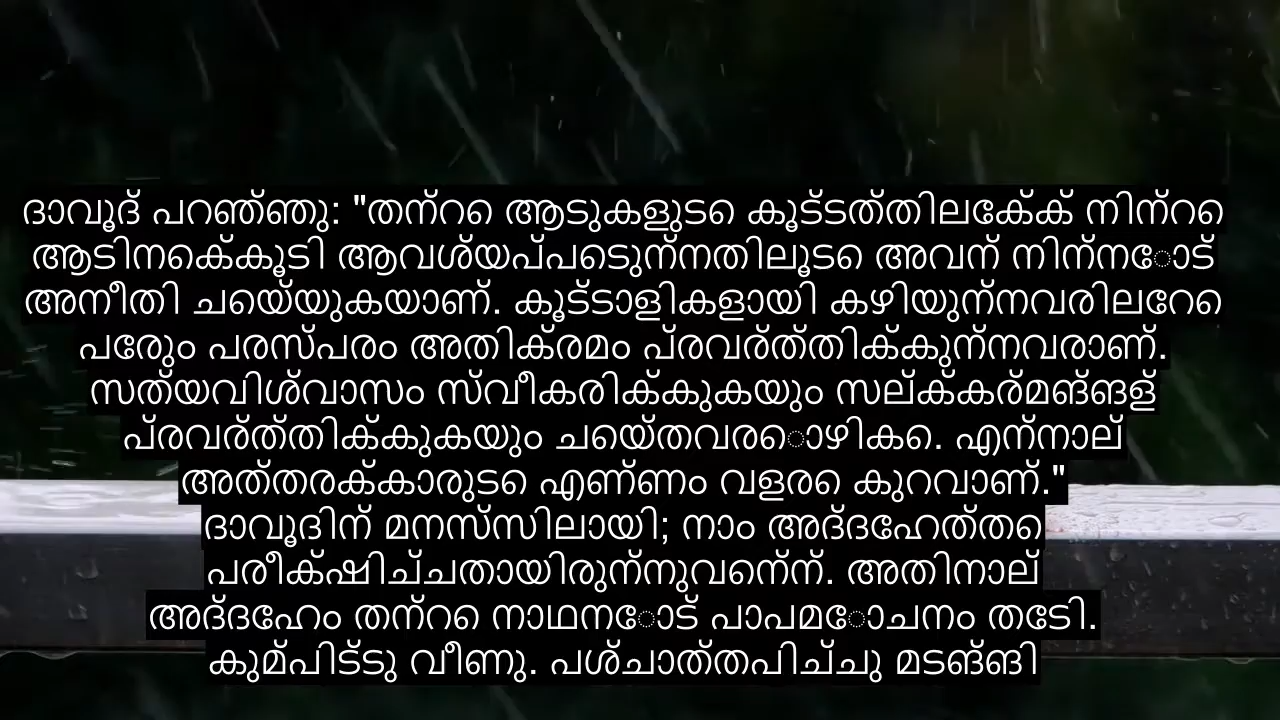 ദാവൂദ് പറഞ്ഞു: "തന്റെ ആടുകളുടെ കൂട്ടത്തിലേക്ക് നിന്റെ
ആടിനെക്കൂടി ആവശ്യപ്പെടുന്നതിലൂടെ അവന് നിന്നോട്
അനീതി ചെയ്യുകയാണ്. കൂട്ടാളികളായി കഴിയുന്നവരിലേറെ
പേരും പരസ്പരം അതിക്രമം പ്രവര്ത്തിക്കുന്നവരാണ്.
സത്യവിശ്വാസം സ്വീകരിക്കുകയും സല്ക്കര്മങ്ങള്
പ്രവര്ത്തിക്കുകയും ചെയ്തവരൊഴികെ. എന്നാല്
അത്തരക്കാരുടെ എണ്ണം വളരെ കുറവാണ്."
ദാവൂദിന് മനസ്സിലായി; നാം അദ്ദേഹത്തെ
പരീക്ഷിച്ചതായിരുന്നുവെന്ന്. അതിനാല്
അദ്ദേഹം തന്റെ നാഥനോട് പാപമോചനം തേടി.
കുമ്പിട്ടു വീണു. പശ്ചാത്തപിച്ചു മടങ്ങി